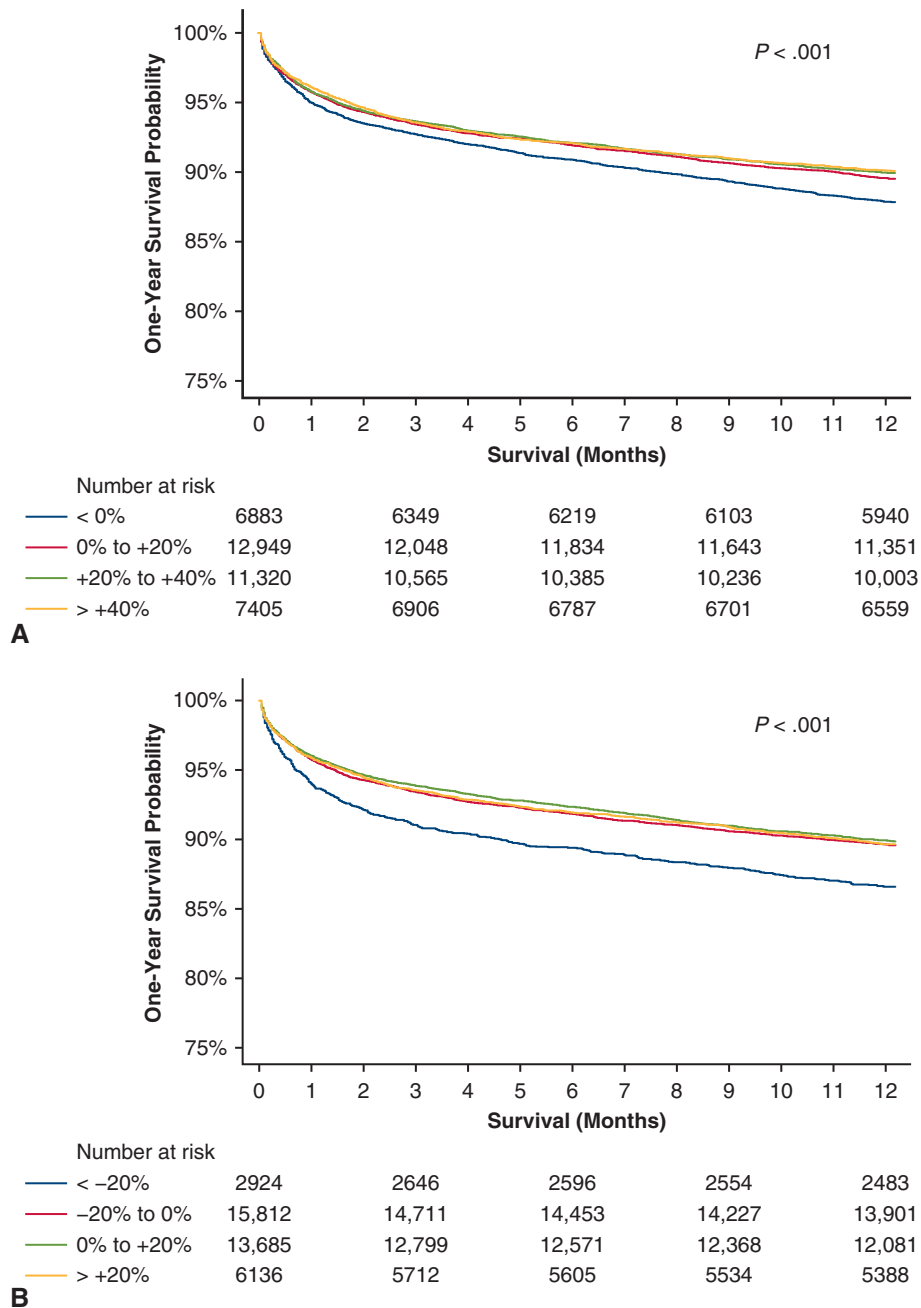 100%
95%
90%
85%
80%
75%
One-Year Survival Probability
P < .001
0 1 2 3 4 5 6 7 8 9 10 11 12
Survival (Months)
Number at risk
< 0% 6883 6349 6219 6103 5940
0% to +20% 12,949 12,048 11,834 11,643 11,351
+20% to +40% 11,320 10,565 10,385 10,236 10,003
> +40% 7405 6906 6787 6701 6559
A
100%
95%
90%
85%
80%
75%
One-Year Survival Probability
P < .001
0 1 2 3 4 5 6 7 8 9 10 11 12
Survival (Months)
Number at risk
< −20% 2924 2646 2596 2554 2483
−20% to 0% 15,812 14,711 14,453 14,227 13,901
0% to +20% 13,685 12,799 12,571 12,368 12,081
> +20% 6136 5712 5605 5534 5388
B